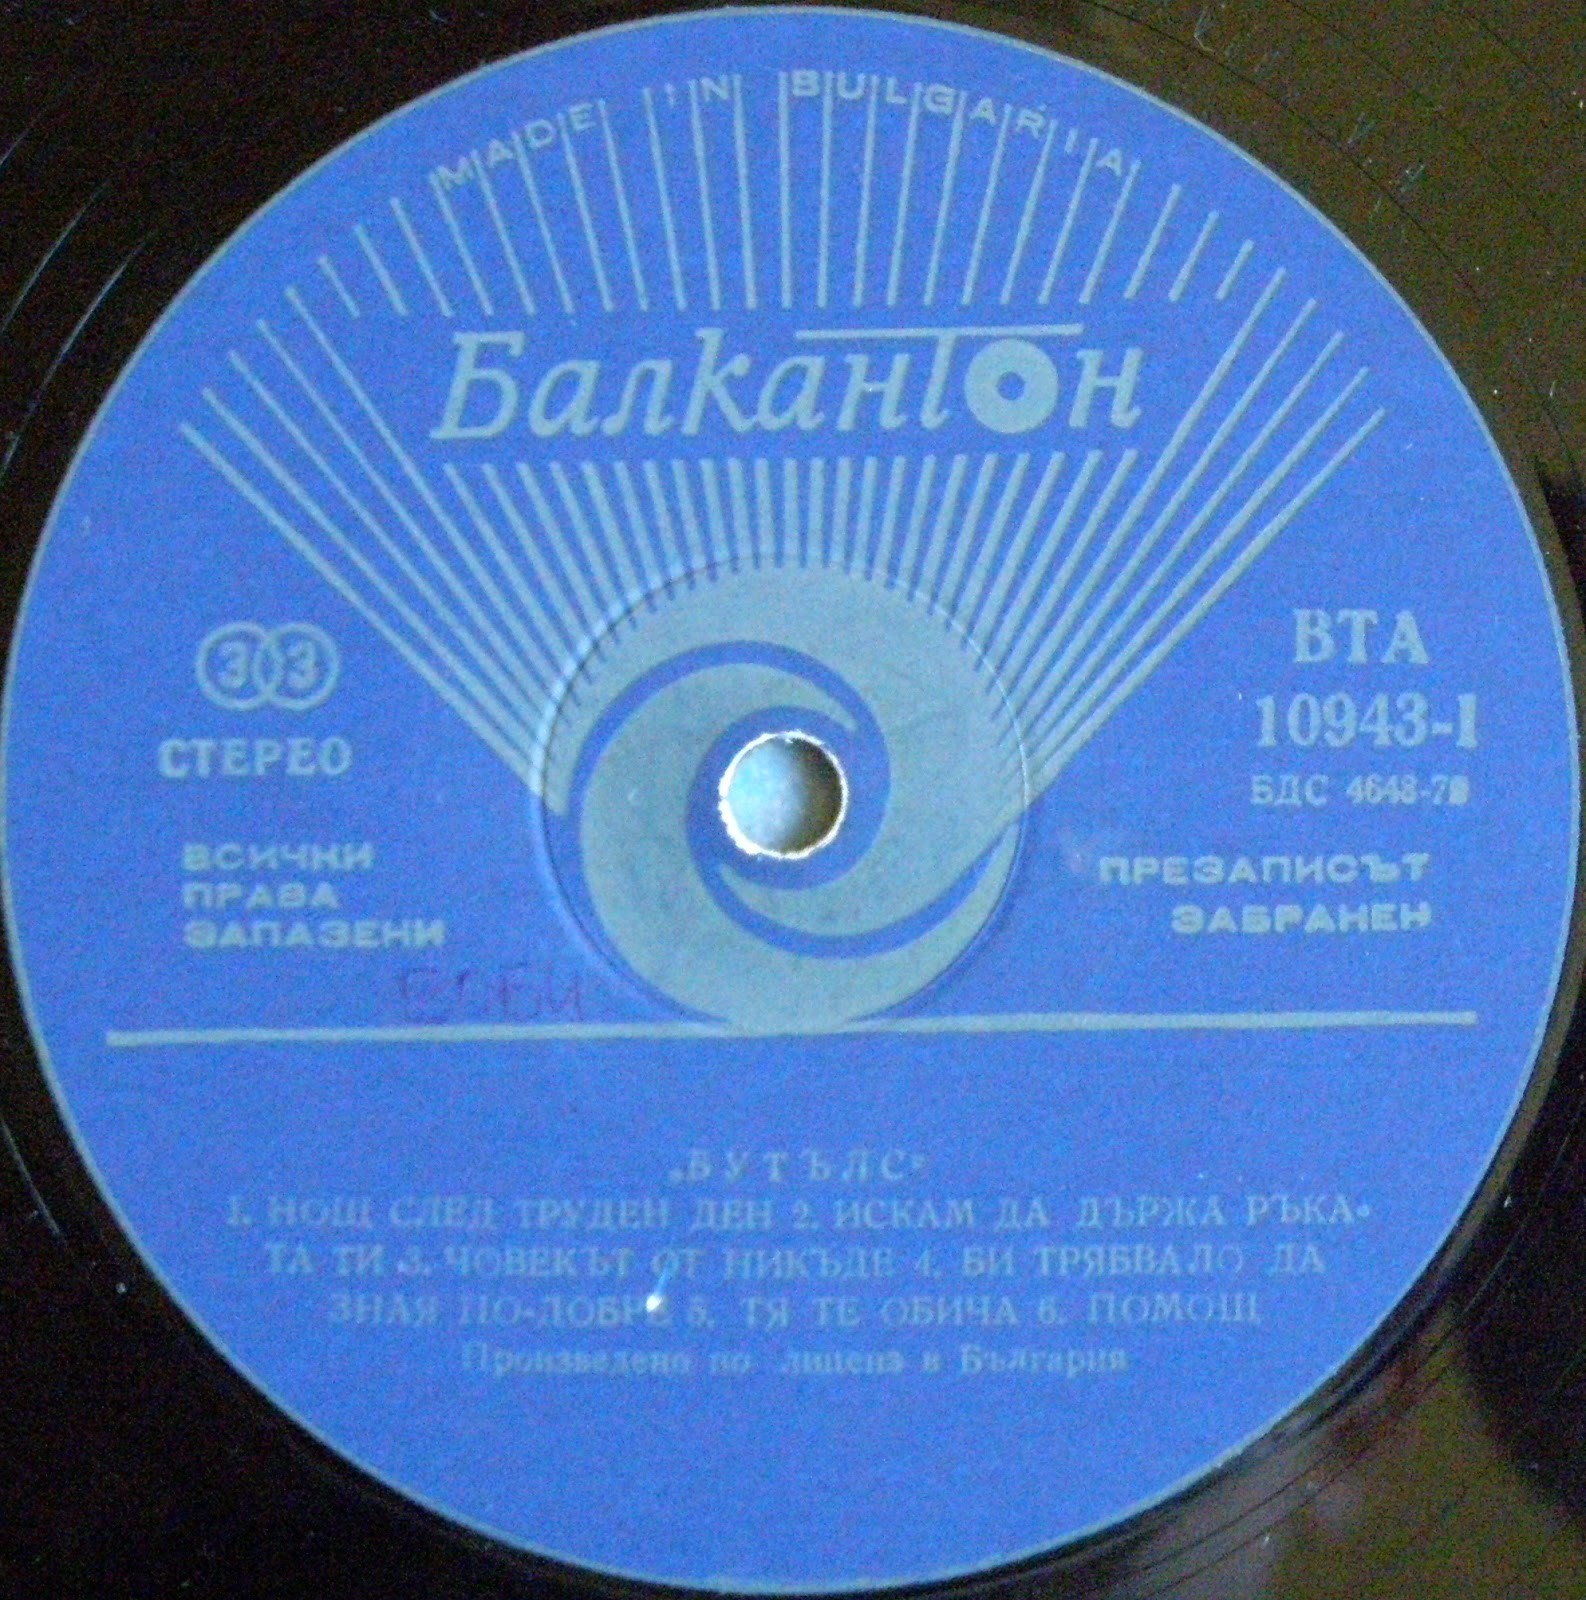 MADE IN BULGARIA
Балкантон
33
СТЕРЕО
ВТА
10943-1
БДС 4648-7
ВСИЧКИ
ПРАВА
ЗАПАЗЕНИ
ПРЕЗАПИСЪТ
ЗАБРАНЕН
„БУТЪЛС“
1. НОЩ СЛЕД ТРУДЕН ДЕН 2. ИСКАМ ДА ДЪРЖА РЪКА-
ТА ТИ 3. ЧОВЕКЪТ ОТ НИКЪДЕ 4. БИ ТРЯБВАЛО ДА
ЗНАЯ ПО-ДОБРЕ 5. ТЯ ТЕ ОБИЧА 6. ПОМОЩ
Произведено по лиценз в България